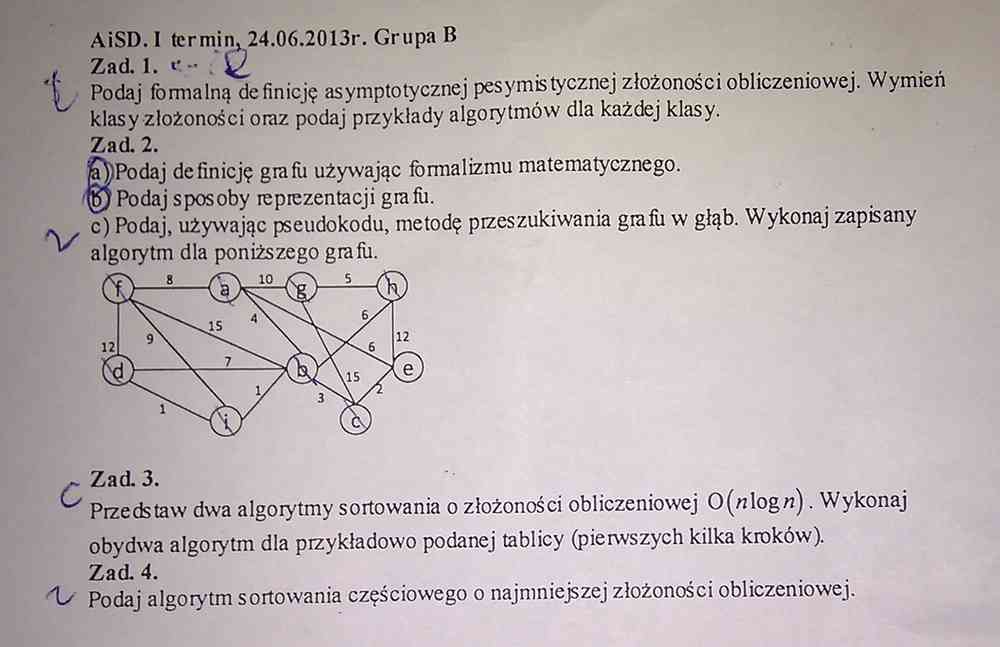 AiSD. I termin, 24.06.2013r. Grupa B
Zad. 1.
Podaj formalną definicję asymptotycznej pesymistycznej złożoności obliczeniowej. Wymień
klasy złożoności oraz podaj przykłady algorytmów dla każdej klasy.
Zad. 2.
a) Podaj definicję grafu używając formalizmu matematycznego.
b) Podaj sposoby reprezentacji grafu.
c) Podaj, używając pseudokodu, metodę przeszukiwania grafu w głąb. Wykonaj zapisany
algorytm dla poniższego grafu.
f 8 a 10 g 5 h
12 9 15 4 6 6 12
d 7 b 15 2 e
1 i 1 3 c
Zad. 3.
Przedstaw dwa algorytmy sortowania o złożoności obliczeniowej O(nlogn). Wykonaj
obydwa algorytm dla przykładowo podanej tablicy (pierwszych kilka kroków).
Zad. 4.
Podaj algorytm sortowania częściowego o najmniejszej złożoności obliczeniowej.